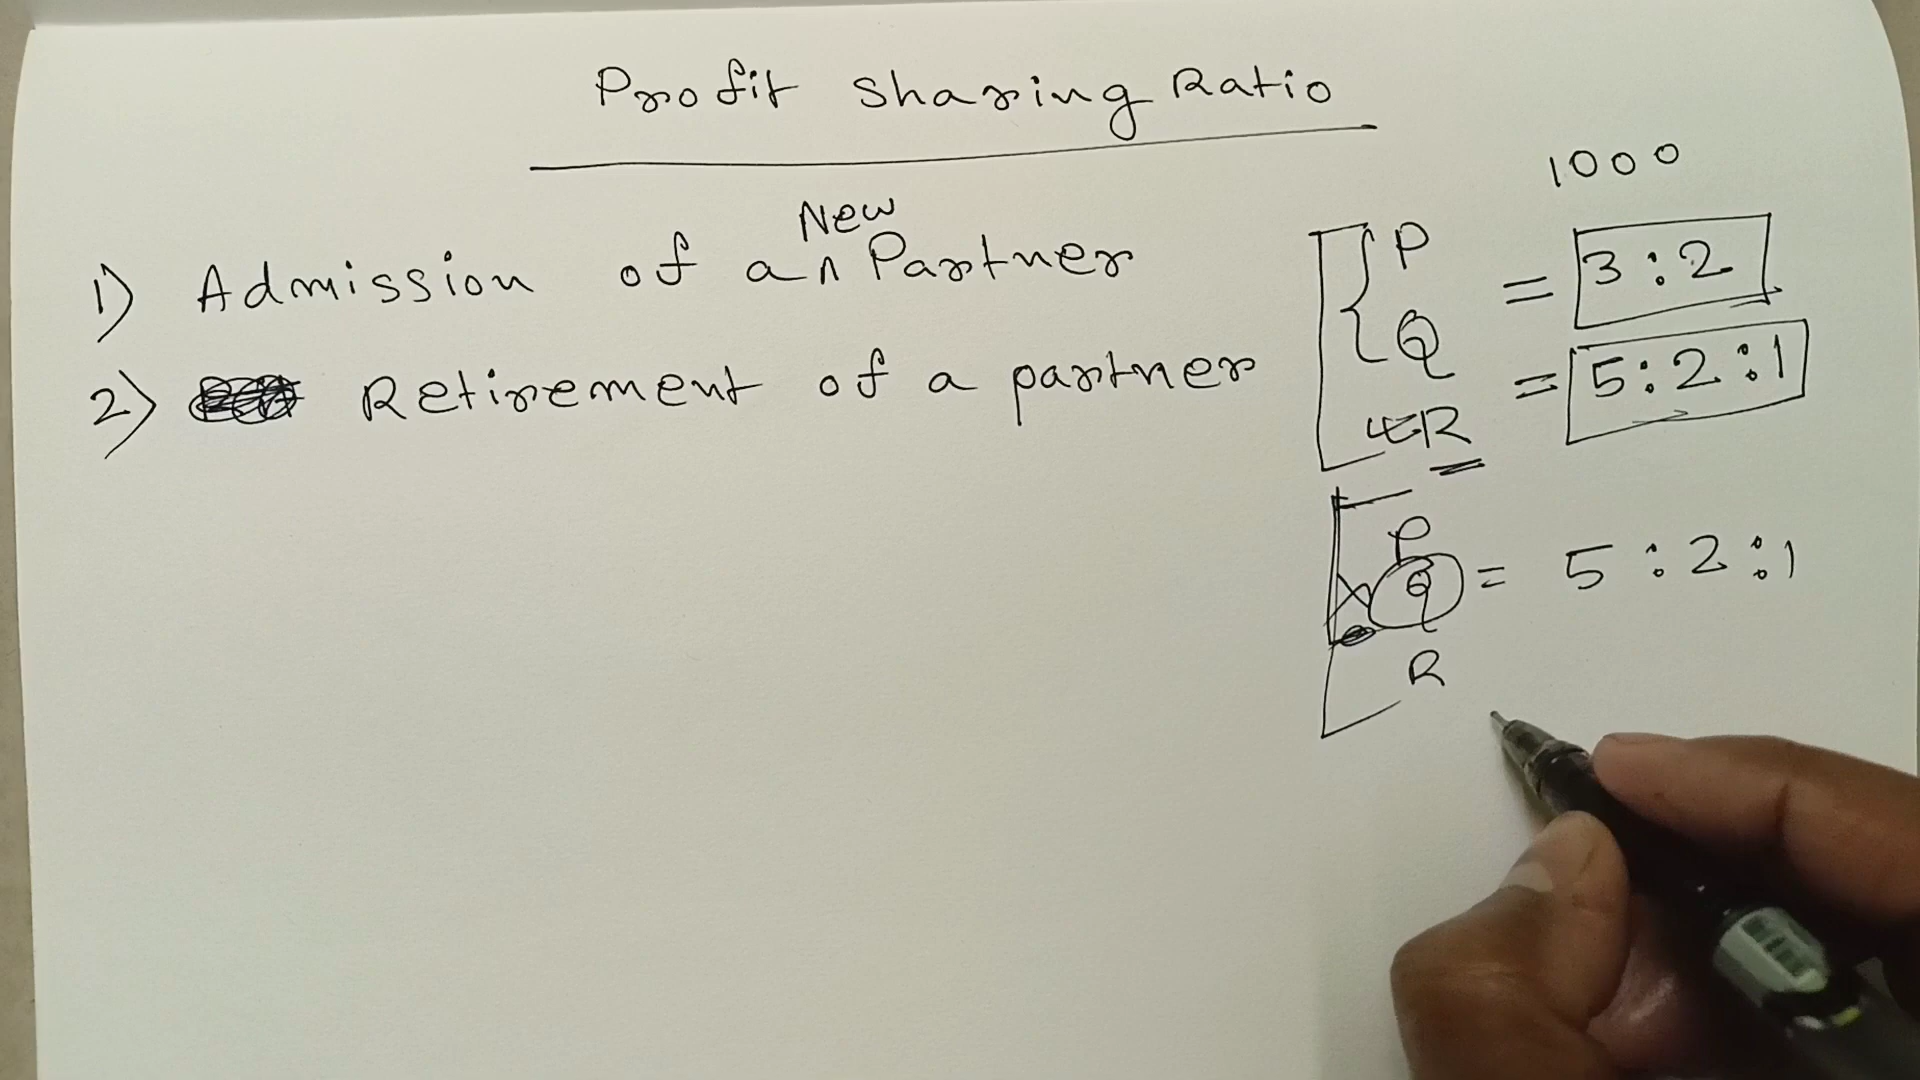 Profit Sharing Ratio
New
1) Admission of a ∧ Partner
2) Retirement of a partner
1000
P
Q = 3:2
R = 5:2:1
P
Q = 5:2:1
R